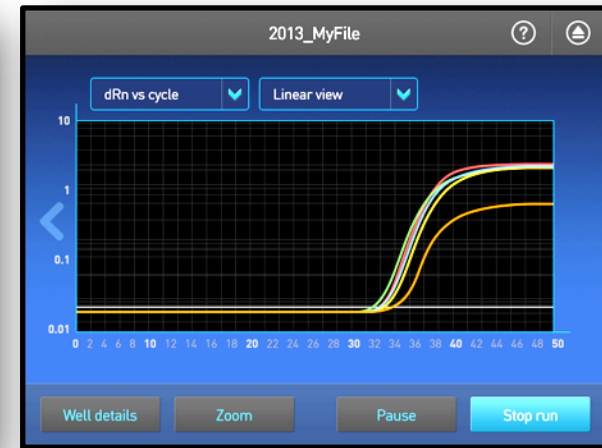 2013_MyFile
?
dRn vs cycle Linear view
10
1
0.1
0.01
0 2 4 6 8 10 12 14 16 18 20 22 24 26 28 30 32 34 36 38 40 42 44 46 48 50
Well details Zoom Pause Stop run